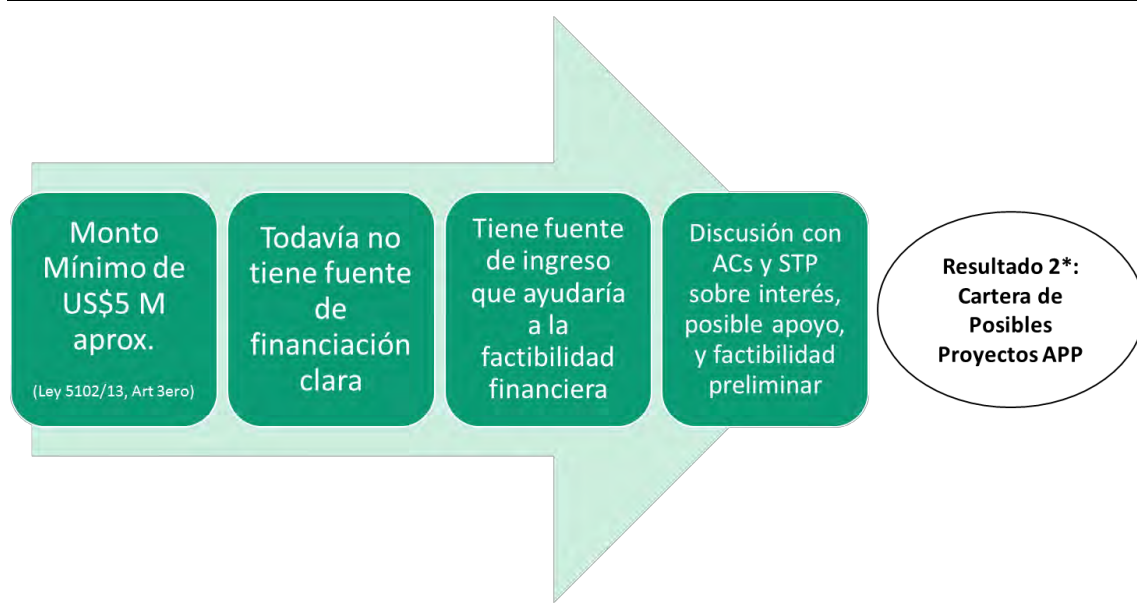 Monto
Mínimo de
US$5 M
aprox.
(Ley 5102/13, Art 3ero)
Todavía no
tiene fuente
de
financiación
clara
Tiene fuente
de ingreso
que ayudaría
a la
factibilidad
financiera
Discusión con
ACs y STP
sobre interés,
posible apoyo,
y factibilidad
preliminar
Resultado 2*:
Cartera de
Posibles
Proyectos APP